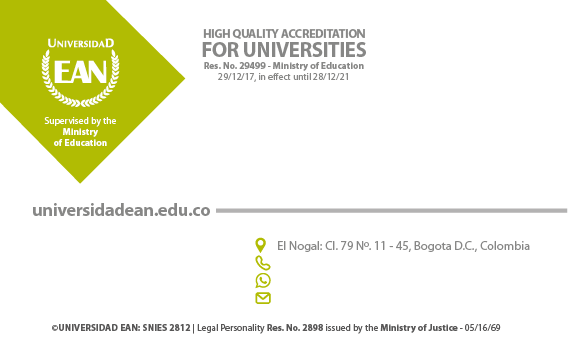 UNIVERSIDAD
EAN
Supervised by the
Ministry
of Education
HIGH QUALITY ACCREDITATION
FOR UNIVERSITIES
Res. No. 29499 - Ministry of Education
29/12/17, in effect until 28/12/21
universidadean.edu.co
El Nogal: Cl. 79 Nº. 11 - 45, Bogota D.C., Colombia
©UNIVERSIDAD EAN: SNIES 2812 | Legal Personality Res. No. 2898 issued by the Ministry of Justice - 05/16/69